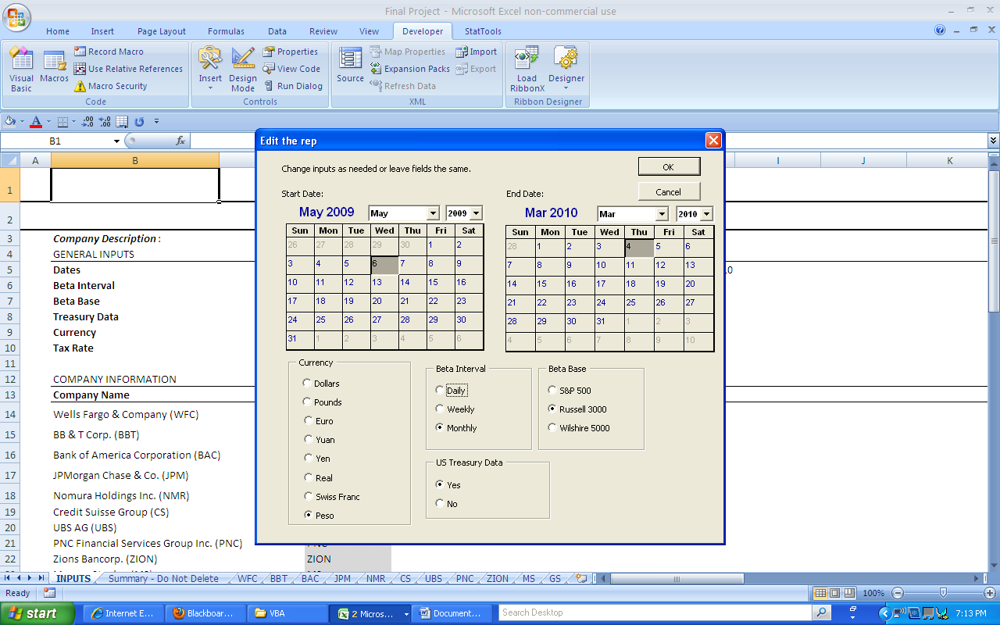 Final Project - Microsoft Excel non-commercial use
Home Insert Page Layout Formulas Data Review View Developer StatTools
Visual Basic
Macros
Record Macro
Use Relative References
Macro Security
Code
Insert
Design Mode
Properties
View Code
Run Dialog
Controls
Source
Map Properties
Expansion Packs
Refresh Data
Import
Export
XML
Load RibbonX
Designer
Ribbon Designer
B1 fx
A B I J K
Edit the rep
Change inputs as needed or leave fields the same.
OK
Cancel
Start Date:
May 2009 May 2009
Sun Mon Tue Wed Thu Fri Sat
26 27 28 29 30 1 2
3 4 5 6 7 8 9
10 11 12 13 14 15 16
17 18 19 20 21 22 23
24 25 26 27 28 29 30
31 1 2 3 4 5 6
End Date:
Mar 2010 Mar 2010
Sun Mon Tue Wed Thu Fri Sat
28 1 2 3 4 5 6
7 8 9 10 11 12 13
14 15 16 17 18 19 20
21 22 23 24 25 26 27
28 29 30 31 1 2 3
4 5 6 7 8 9 10
Currency
Dollars
Pounds
Euro
Yuan
Yen
Real
Swiss Franc
Peso
Beta Interval
Daily
Weekly
Monthly
Beta Base
S&P 500
Russell 3000
Wilshire 5000
US Treasury Data
Yes
No
1
2
3 Company Description :
4 GENERAL INPUTS
5 Dates
6 Beta Interval
7 Beta Base
8 Treasury Data
9 Currency
10 Tax Rate
11
12 COMPANY INFORMATION
13 Company Name
14 Wells Fargo & Company (WFC)
15 BB & T Corp. (BBT)
16 Bank of America Corporation (BAC)
17 JPMorgan Chase & Co. (JPM)
18 Nomura Holdings Inc. (NMR)
19 Credit Suisse Group (CS)
20 UBS AG (UBS)
21 PNC Financial Services Group Inc. (PNC)
22 Zions Bancorp. (ZION) ZION
INPUTS Summary - Do Not Delete WFC BBT BAC JPM NMR CS UBS PNC ZION MS GS
Ready 100%
start Internet E... Blackboar... VBA 2 Micros... Document... Search Desktop 7:13 PM